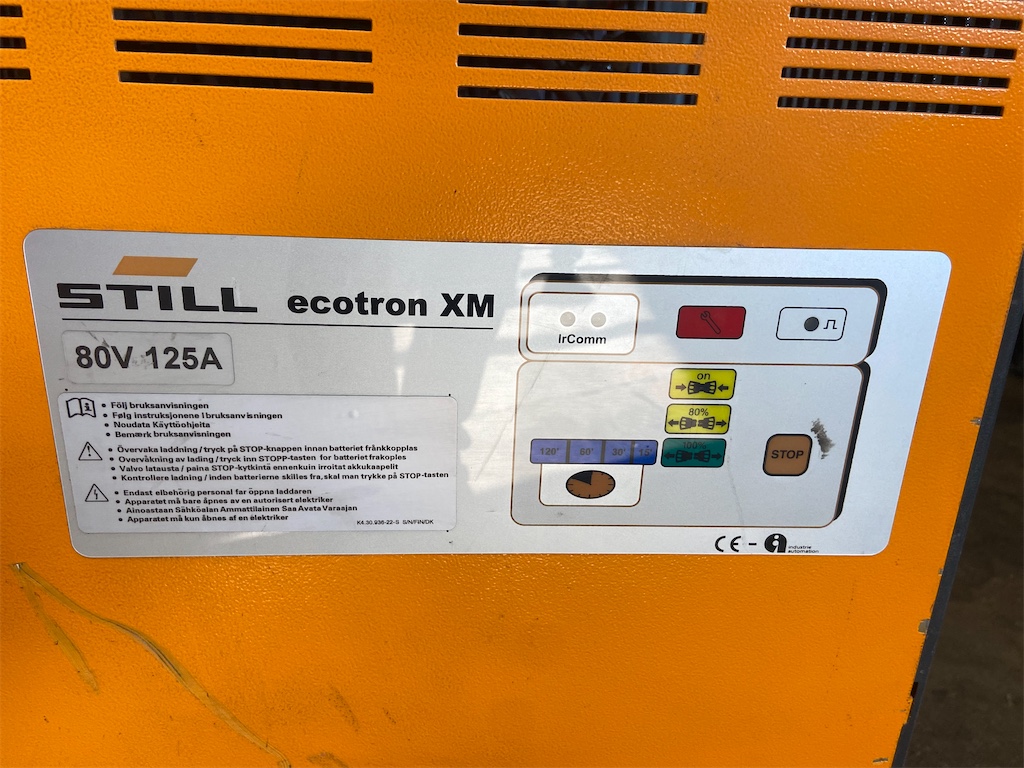 STILL ecotron XM
80V 125A
• Följ bruksanvisningen
• Følg instruksjonene I bruksanvisningen
• Noudata Käyttöohjeita
• Bemærk bruksanvisningen
• Övervaka laddning / tryck på STOP-knappen innan batteriet frånkopplas
• Overvåkning av lading / tryck inn STOPP-tasten for batteriet frakoples
• Valvo latausta / paina STOP-kytkintä ennenkuin iroitat akkukaapelit
• Kontrollere ladning / inden batterierne skilles fra, skal man trykke på STOP-tasten
• Endast elbehörig personal får öppna laddaren
• Apparatet må bare åpnes av en autorisert elektriker
• Ainoastaan Sähköalan Ammattilainen Saa Avata Varaajan
• Apparatet må kun åbnes af en elektriker
K4.30.936-22-S S/N/FIN/DK
IrComm
on
80%
100%
120' 60' 30' 15'
STOP
CE - industrie automation